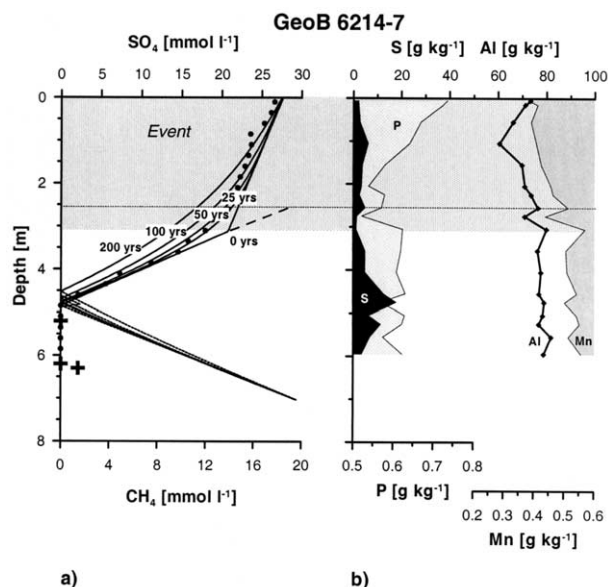 GeoB 6214-7
SO₄ [mmol l⁻¹]
S [g kg⁻¹] Al [g kg⁻¹]
0 5 10 15 20 25 30
0 20 40 60 80 100
0
2
4
6
8
Depth [m]
Event
P
25 yrs
50 yrs
100 yrs
200 yrs
0 yrs
S
Al
Mn
0 4 8 12 16 20
CH₄ [mmol l⁻¹]
0.5 0.6 0.7 0.8
P [g kg⁻¹]
0.2 0.3 0.4 0.5 0.6
Mn [g kg⁻¹]
a)
b)